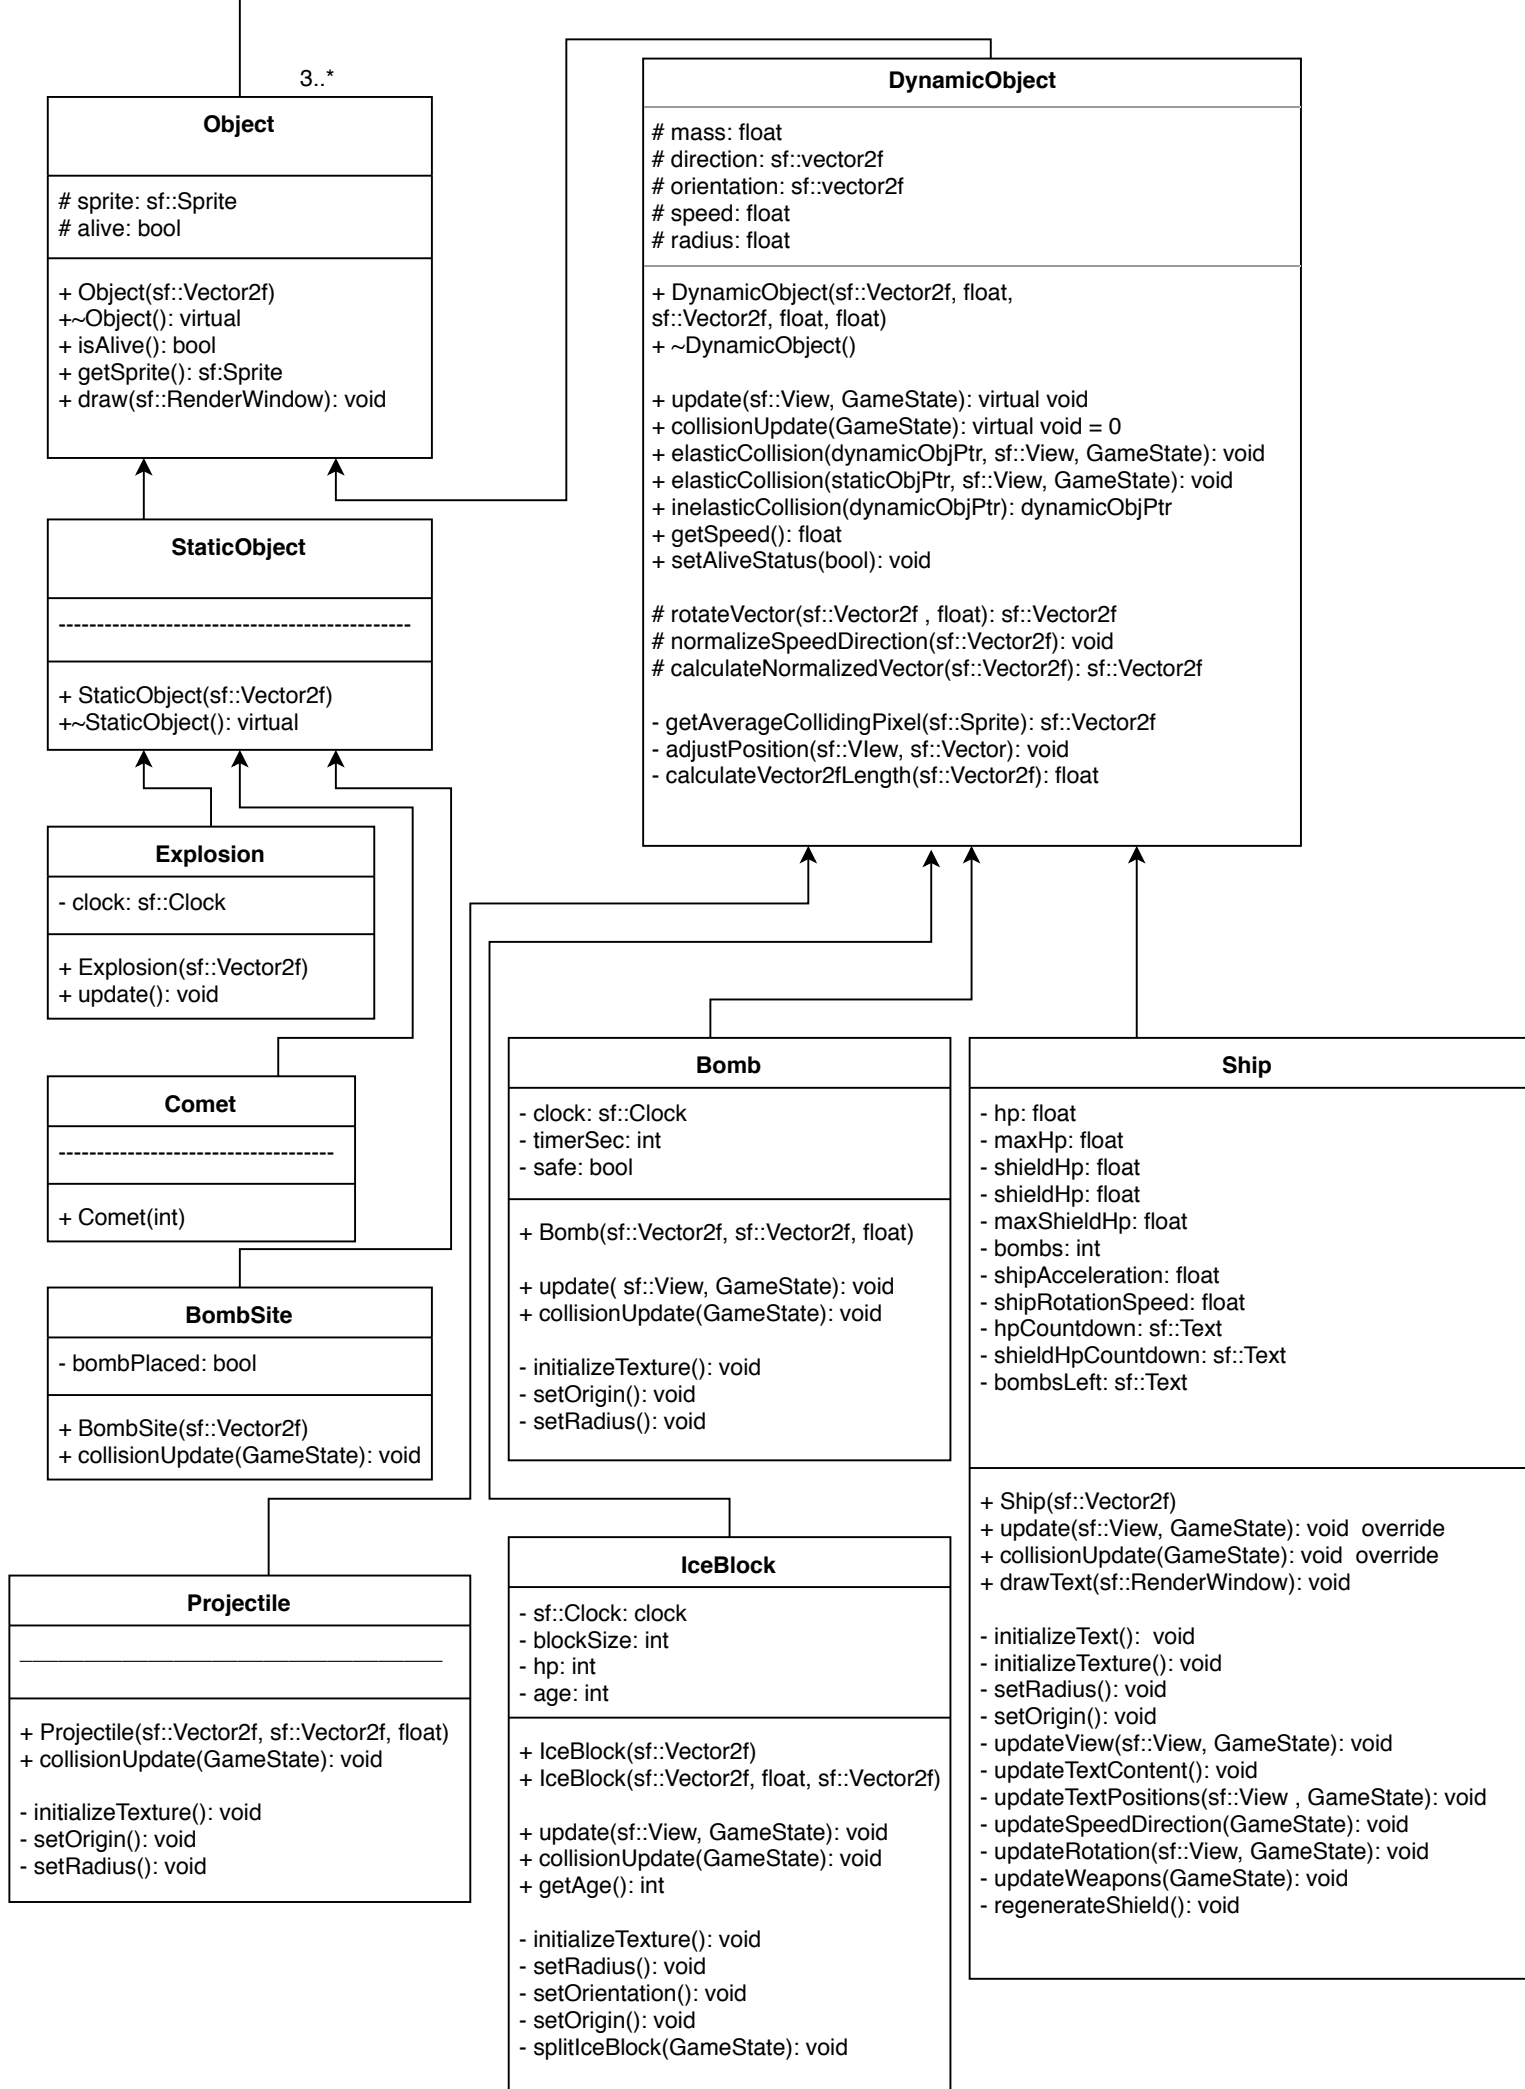 3..*
Object
# sprite: sf::Sprite
# alive: bool
+ Object(sf::Vector2f)
+~Object(): virtual
+ isAlive(): bool
+ getSprite(): sf:Sprite
+ draw(sf::RenderWindow): void
DynamicObject
# mass: float
# direction: sf::vector2f
# orientation: sf::vector2f
# speed: float
# radius: float
+ DynamicObject(sf::Vector2f, float,
sf::Vector2f, float, float)
+ ~DynamicObject()
+ update(sf::View, GameState): virtual void
+ collisionUpdate(GameState): virtual void = 0
+ elasticCollision(dynamicObjPtr, sf::View, GameState): void
+ elasticCollision(staticObjPtr, sf::View, GameState): void
+ inelasticCollision(dynamicObjPtr): dynamicObjPtr
+ getSpeed(): float
+ setAliveStatus(bool): void
# rotateVector(sf::Vector2f , float): sf::Vector2f
# normalizeSpeedDirection(sf::Vector2f): void
# calculateNormalizedVector(sf::Vector2f): sf::Vector2f
- getAverageCollidingPixel(sf::Sprite): sf::Vector2f
- adjustPosition(sf::VIew, sf::Vector): void
- calculateVector2fLength(sf::Vector2f): float
StaticObject
----------------------------------------------
+ StaticObject(sf::Vector2f)
+~StaticObject(): virtual
Explosion
- clock: sf::Clock
+ Explosion(sf::Vector2f)
+ update(): void
Comet
------------------------------------
+ Comet(int)
BombSite
- bombPlaced: bool
+ BombSite(sf::Vector2f)
+ collisionUpdate(GameState): void
Bomb
- clock: sf::Clock
- timerSec: int
- safe: bool
+ Bomb(sf::Vector2f, sf::Vector2f, float)
+ update( sf::View, GameState): void
+ collisionUpdate(GameState): void
- initializeTexture(): void
- setOrigin(): void
- setRadius(): void
Ship
- hp: float
- maxHp: float
- shieldHp: float
- shieldHp: float
- maxShieldHp: float
- bombs: int
- shipAcceleration: float
- shipRotationSpeed: float
- hpCountdown: sf::Text
- shieldHpCountdown: sf::Text
- bombsLeft: sf::Text
+ Ship(sf::Vector2f)
+ update(sf::View, GameState): void  override
+ collisionUpdate(GameState): void  override
+ drawText(sf::RenderWindow): void
- initializeText():  void
- initializeTexture(): void
- setRadius(): void
- setOrigin(): void
- updateView(sf::View, GameState): void
- updateTextContent(): void
- updateTextPositions(sf::View , GameState): void
- updateSpeedDirection(GameState): void
- updateRotation(sf::View, GameState): void
- updateWeapons(GameState): void
- regenerateShield(): void
Projectile
__________________________________
+ Projectile(sf::Vector2f, sf::Vector2f, float)
+ collisionUpdate(GameState): void
- initializeTexture(): void
- setOrigin(): void
- setRadius(): void
IceBlock
- sf::Clock: clock
- blockSize: int
- hp: int
- age: int
+ IceBlock(sf::Vector2f)
+ IceBlock(sf::Vector2f, float, sf::Vector2f)
+ update(sf::View, GameState): void
+ collisionUpdate(GameState): void
+ getAge(): int
- initializeTexture(): void
- setRadius(): void
- setOrientation(): void
- setOrigin(): void
- splitIceBlock(GameState): void